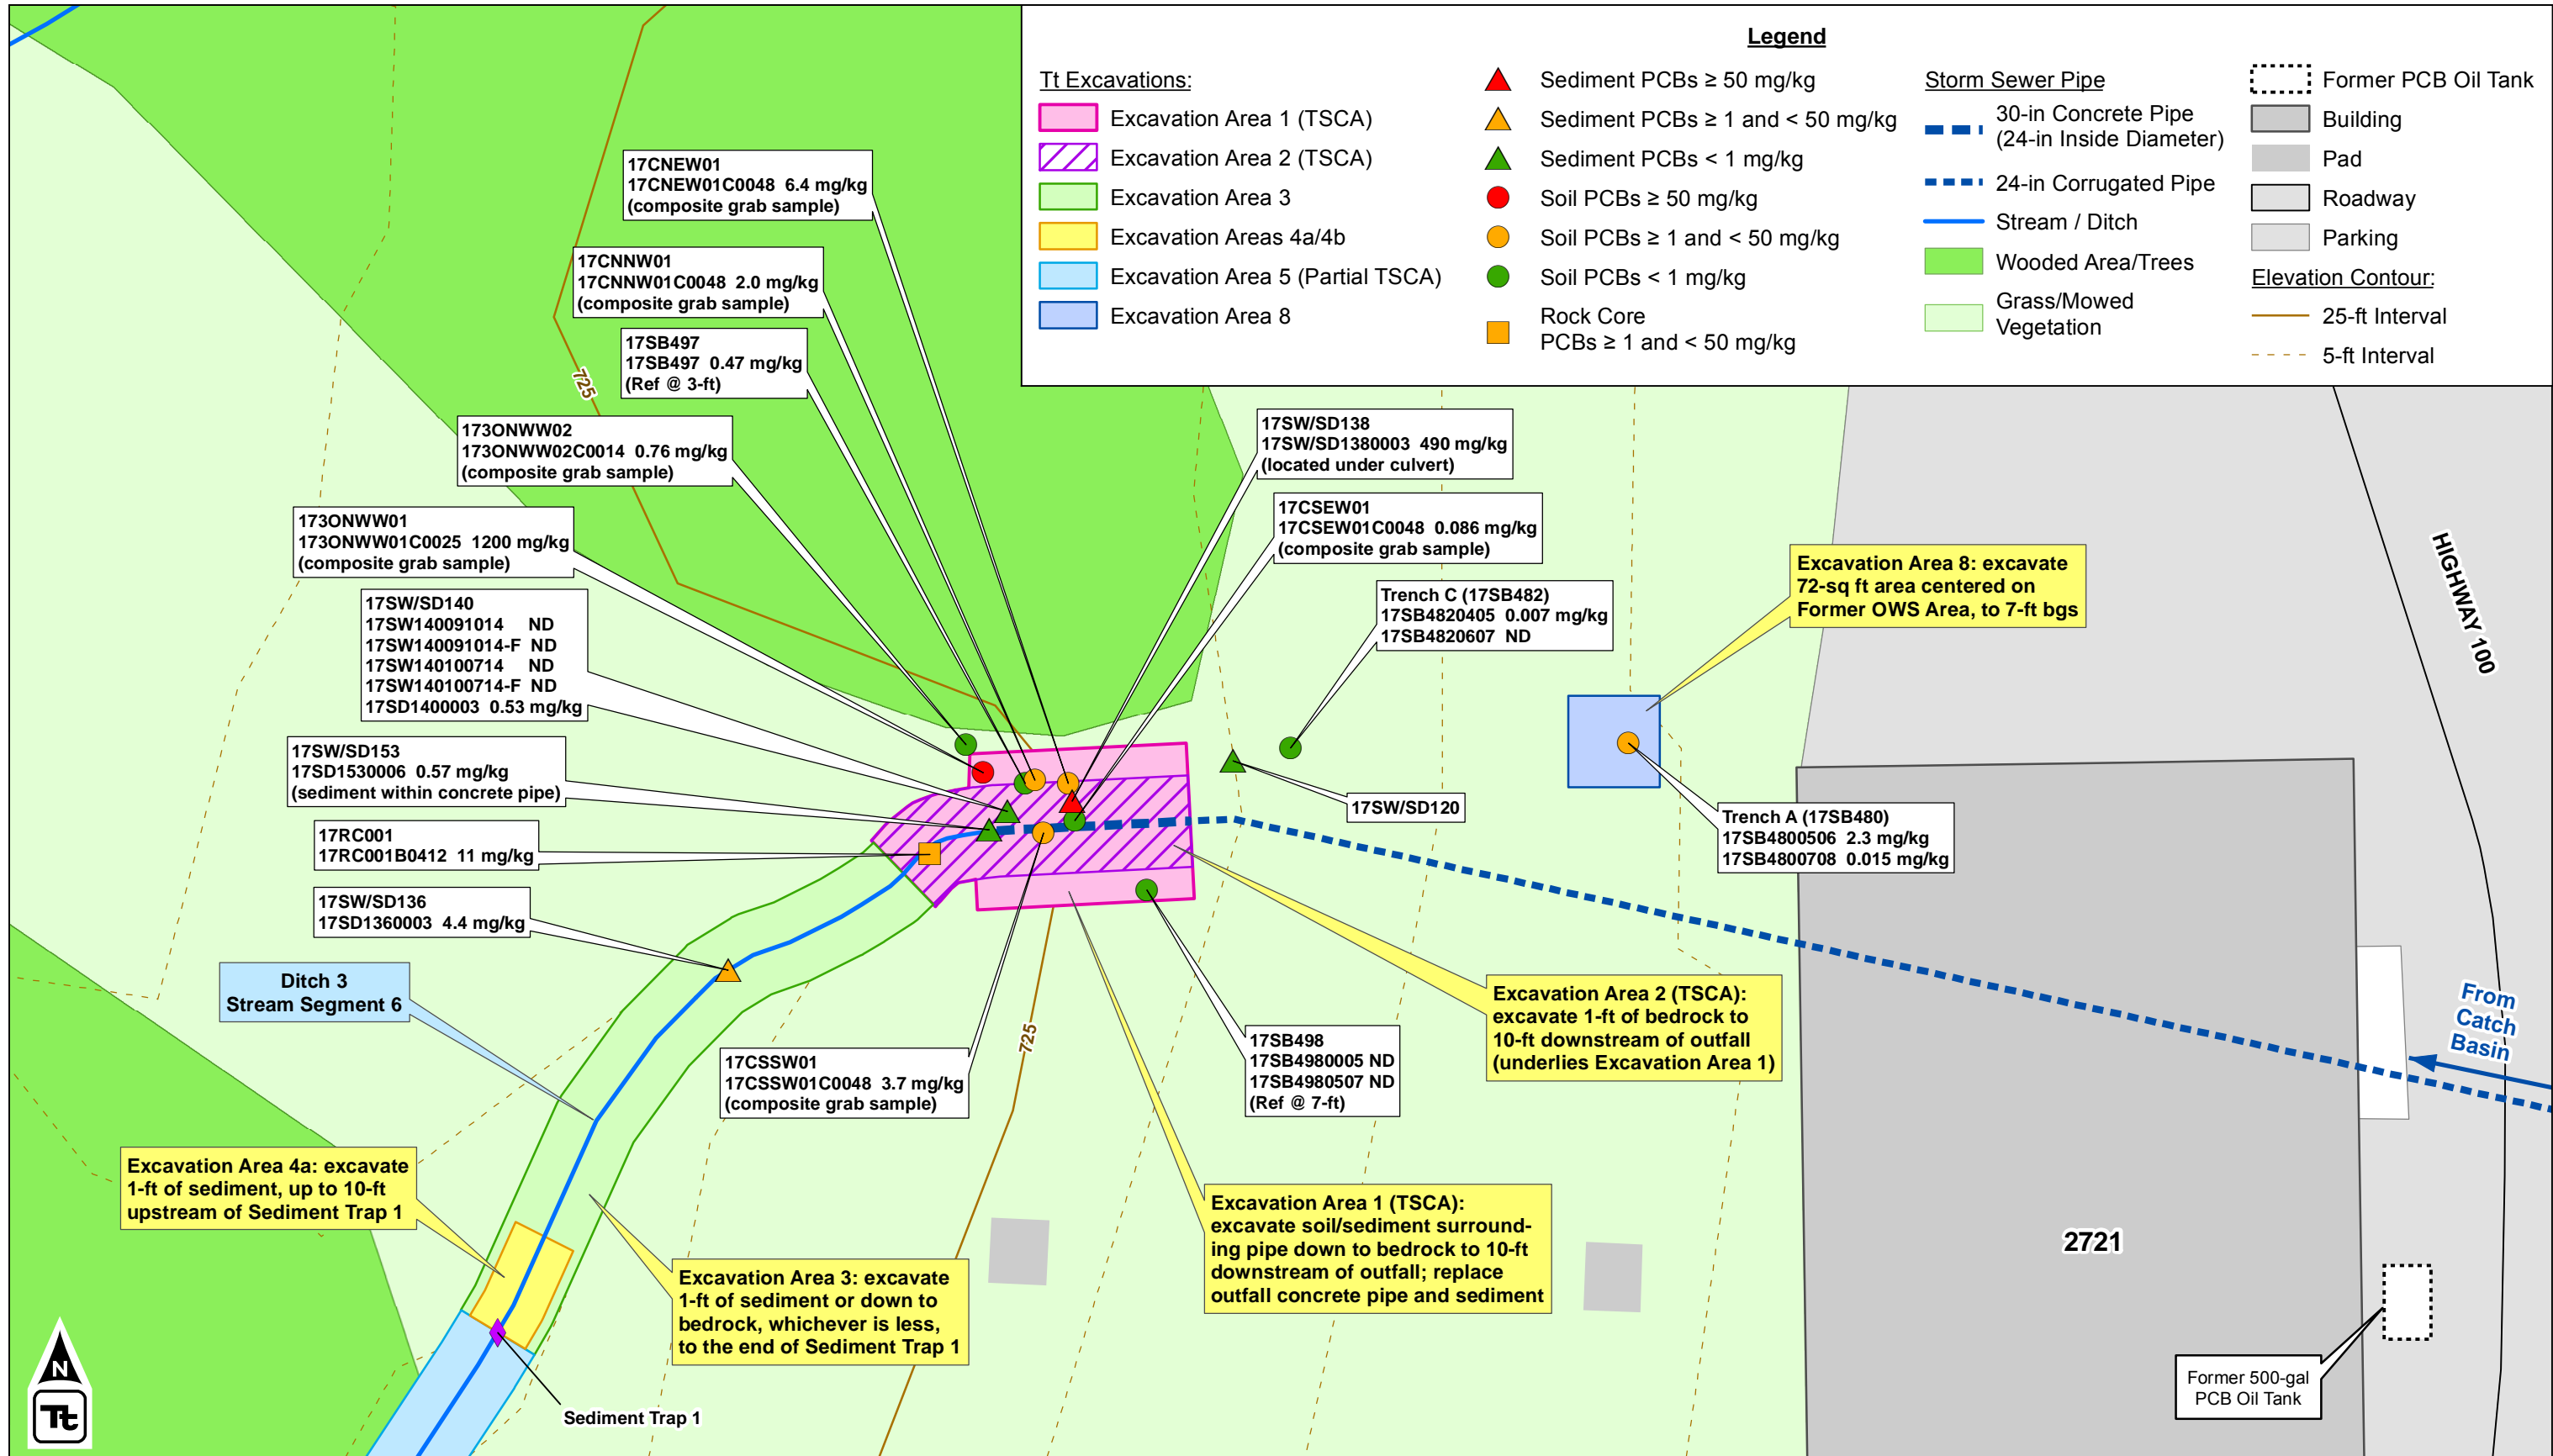 Legend
Tt Excavations:
Excavation Area 1 (TSCA)
Excavation Area 2 (TSCA)
Excavation Area 3
Excavation Areas 4a/4b
Excavation Area 5 (Partial TSCA)
Excavation Area 8
Sediment PCBs ≥ 50 mg/kg
Sediment PCBs ≥ 1 and < 50 mg/kg
Sediment PCBs < 1 mg/kg
Soil PCBs ≥ 50 mg/kg
Soil PCBs ≥ 1 and < 50 mg/kg
Soil PCBs < 1 mg/kg
Rock Core
PCBs ≥ 1 and < 50 mg/kg
Storm Sewer Pipe
30-in Concrete Pipe
(24-in Inside Diameter)
24-in Corrugated Pipe
Stream / Ditch
Wooded Area/Trees
Grass/Mowed
Vegetation
Former PCB Oil Tank
Building
Pad
Roadway
Parking
Elevation Contour:
25-ft Interval
5-ft Interval
17CNEW01
17CNEW01C0048 6.4 mg/kg
(composite grab sample)
17CNNW01
17CNNW01C0048 2.0 mg/kg
(composite grab sample)
17SB497
17SB497 0.47 mg/kg
(Ref @ 3-ft)
725
173ONWW02
173ONWW02C0014 0.76 mg/kg
(composite grab sample)
173ONWW01
173ONWW01C0025 1200 mg/kg
(composite grab sample)
17SW/SD140
17SW140091014 ND
17SW140091014-F ND
17SW140100714 ND
17SW140100714-F ND
17SD1400003 0.53 mg/kg
17SW/SD153
17SD1530006 0.57 mg/kg
(sediment within concrete pipe)
17RC001
17RC001B0412 11 mg/kg
17SW/SD136
17SD1360003 4.4 mg/kg
Ditch 3
Stream Segment 6
17CSSW01
17CSSW01C0048 3.7 mg/kg
(composite grab sample)
725
17SW/SD138
17SW/SD1380003 490 mg/kg
(located under culvert)
17CSEW01
17CSEW01C0048 0.086 mg/kg
(composite grab sample)
Trench C (17SB482)
17SB4820405 0.007 mg/kg
17SB4820607 ND
17SW/SD120
Excavation Area 8: excavate
72-sq ft area centered on
Former OWS Area, to 7-ft bgs
Trench A (17SB480)
17SB4800506 2.3 mg/kg
17SB4800708 0.015 mg/kg
HIGHWAY 100
From
Catch
Basin
Excavation Area 2 (TSCA):
excavate 1-ft of bedrock to
10-ft downstream of outfall
(underlies Excavation Area 1)
17SB498
17SB4980005 ND
17SB4980507 ND
(Ref @ 7-ft)
Excavation Area 1 (TSCA):
excavate soil/sediment surround-
ing pipe down to bedrock to 10-ft
downstream of outfall; replace
outfall concrete pipe and sediment
Excavation Area 4a: excavate
1-ft of sediment, up to 10-ft
upstream of Sediment Trap 1
Excavation Area 3: excavate
1-ft of sediment or down to
bedrock, whichever is less,
to the end of Sediment Trap 1
Sediment Trap 1
2721
Former 500-gal
PCB Oil Tank
N
Tt